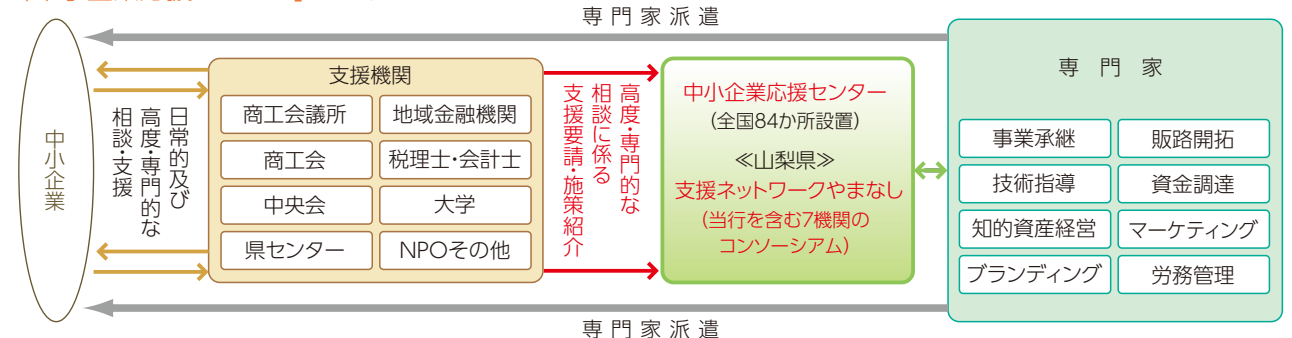 専門家派遣
中小企業
日常的及び
高度・専門的な
相談・支援
支援機関
商工会議所
地域金融機関
商工会
税理士・会計士
中央会
大学
県センター
NPOその他
高度・専門的な
相談に係る
支援要請・施策紹介
中小企業応援センター
(全国84か所設置)
≪山梨県≫
支援ネットワークやまなし
(当行を含む7機関の
コンソーシアム)
専門家
事業承継
販路開拓
技術指導
資金調達
知的資産経営
マーケティング
ブランディング
労務管理
専門家派遣